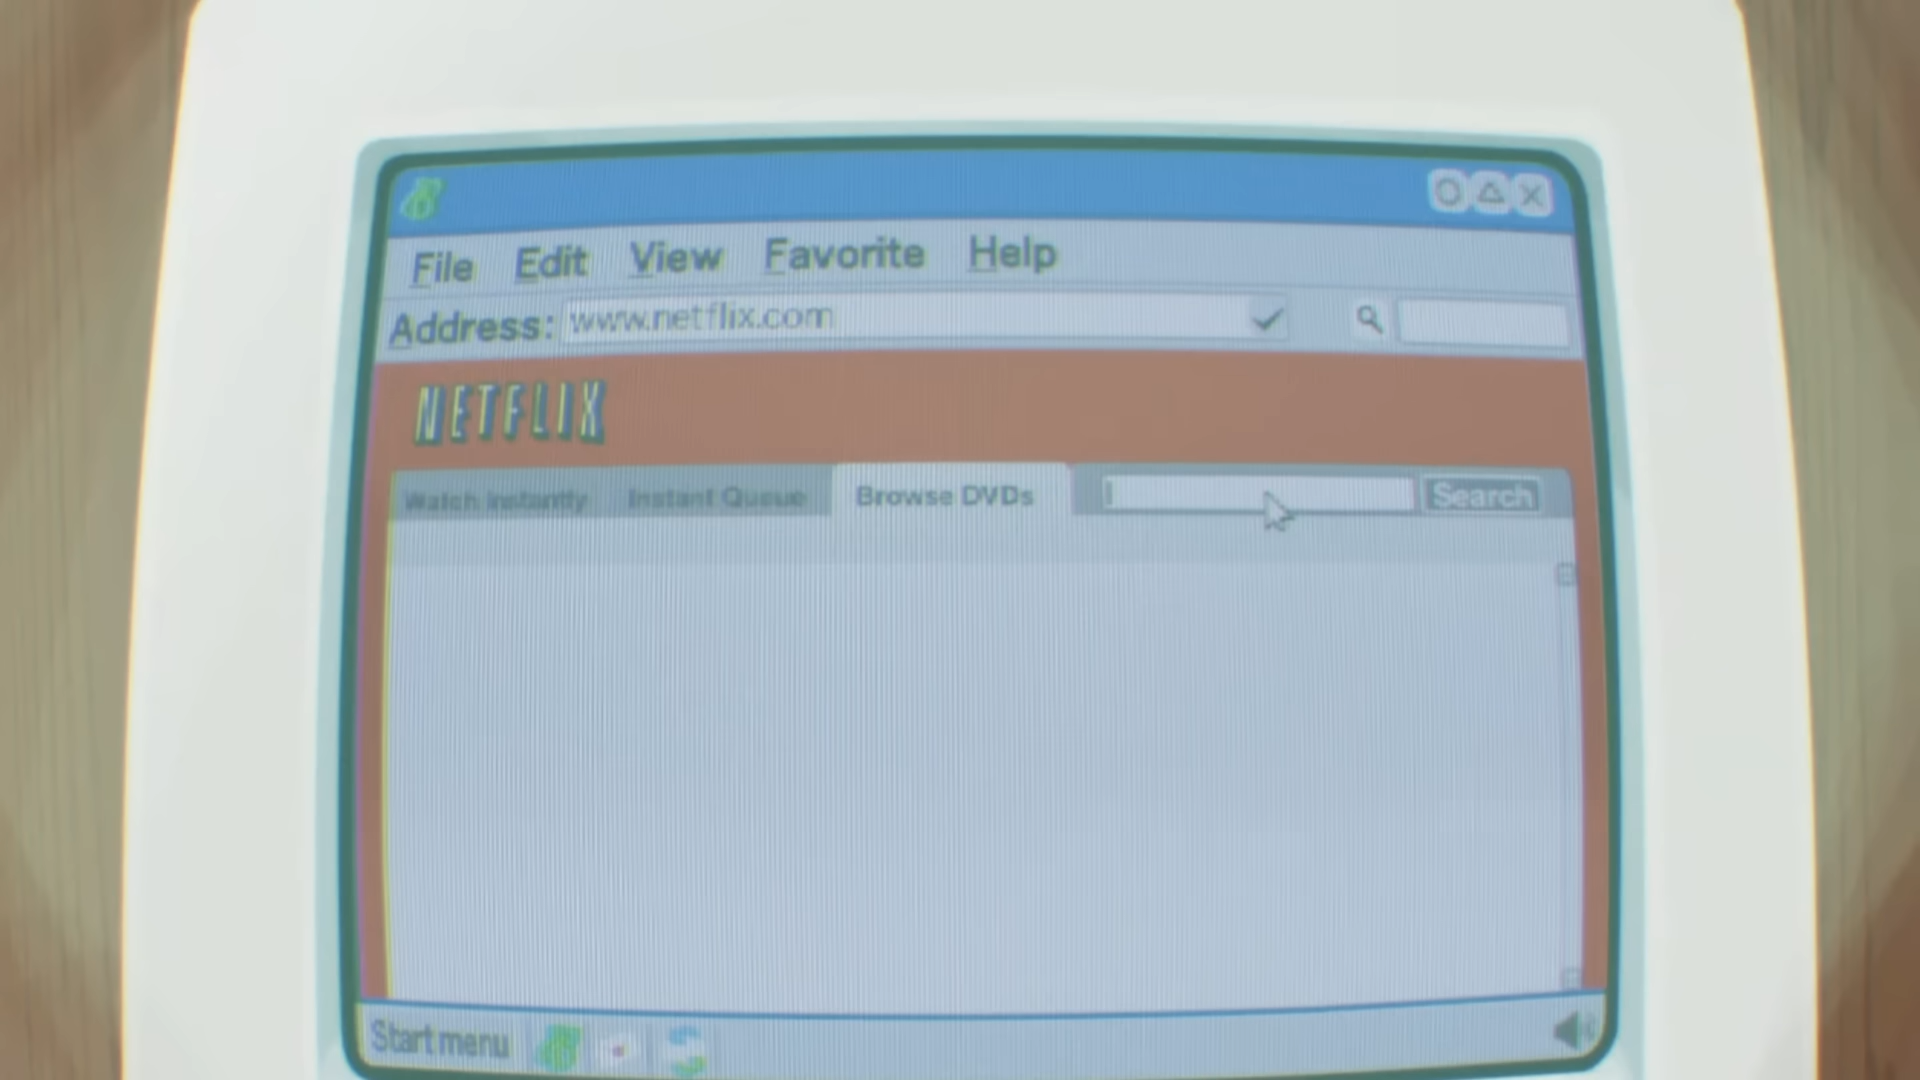 File Edit View Favorite Help
Address: www.netflix.com
NETFLIX
Watch Instantly Instant Queue Browse DVDs Search
Start menu